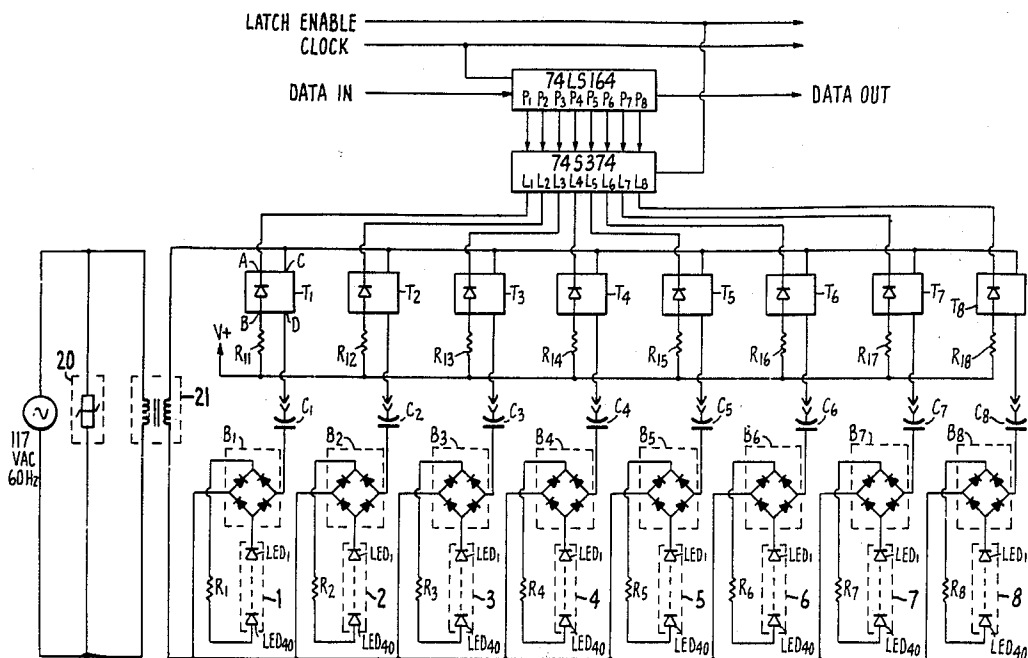 LATCH ENABLE
CLOCK
74LS164
DATA IN
P1 P2 P3 P4 P5 P6 P7 P8
DATA OUT
74S374
L1 L2 L3 L4 L5 L6 L7 L8
A C
T1 T2 T3 T4 T5 T6 T7 T8
B D
V+
R11 R12 R13 R14 R15 R16 R17 R18
20
21
117
VAC
60Hz
C1 C2 C3 C4 C5 C6 C7 C8
B1 B2 B3 B4 B5 B6 B7 B8
LED1 LED1 LED1 LED1 LED1 LED1 LED1 LED1
R1 R2 R3 R4 R5 R6 R7 R8
1 2 3 4 5 6 7 8
LED40 LED40 LED40 LED40 LED40 LED40 LED40 LED40